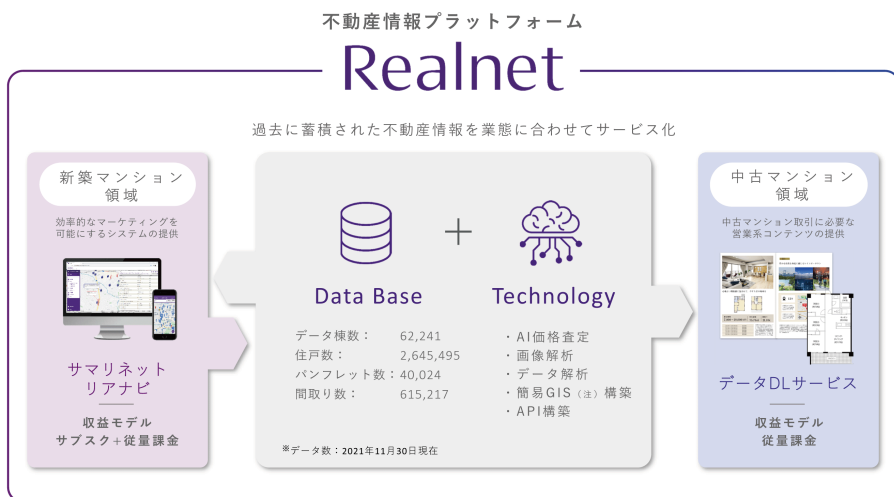 不動産情報プラットフォーム
Realnet
過去に蓄積された不動産情報を業態に合わせてサービス化
新築マンション
領域
効率的なマーケティングを
可能にするシステムの提供
サマリネット
リアナビ
収益モデル
サブスク+従量課金
Data Base
データ棟数： 62,241
住戸数： 2,645,495
パンフレット数：40,024
間取り数： 615,217
※データ数：2021年11月30日現在
+
Technology
・AI価格査定
・画像解析
・データ解析
・簡易GIS（注）構築
・API構築
中古マンション
領域
中古マンション取引に必要な
営業系コンテンツの提供
データDLサービス
収益モデル
従量課金